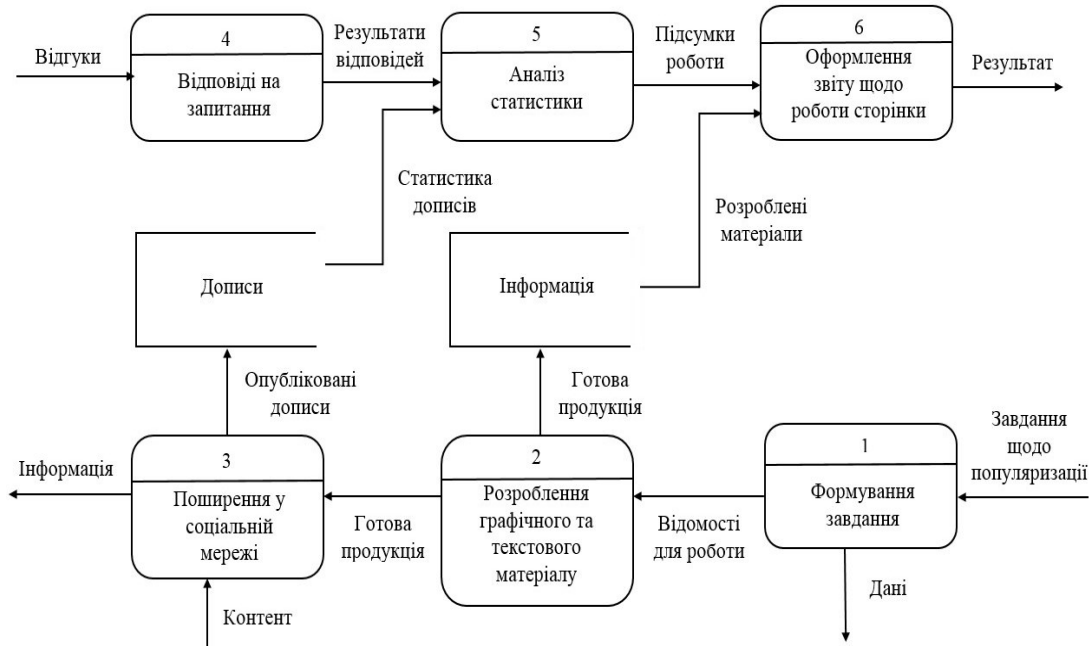 Відгуки
4
Відповіді на
запитання
Результати
відповідей
5
Аналіз
статистики
Підсумки
роботи
6
Оформлення
звіту щодо
роботи сторінки
Результат
Статистика
дописів
Розроблені
матеріали
Дописи
Інформація
Опубліковані
дописи
Готова
продукція
Завдання
щодо
популяризації
Інформація
3
Поширення у
соціальній
мережі
Готова
продукція
2
Розроблення
графічного та
текстового
матеріалу
Відомості
для роботи
1
Формування
завдання
Контент
Дані